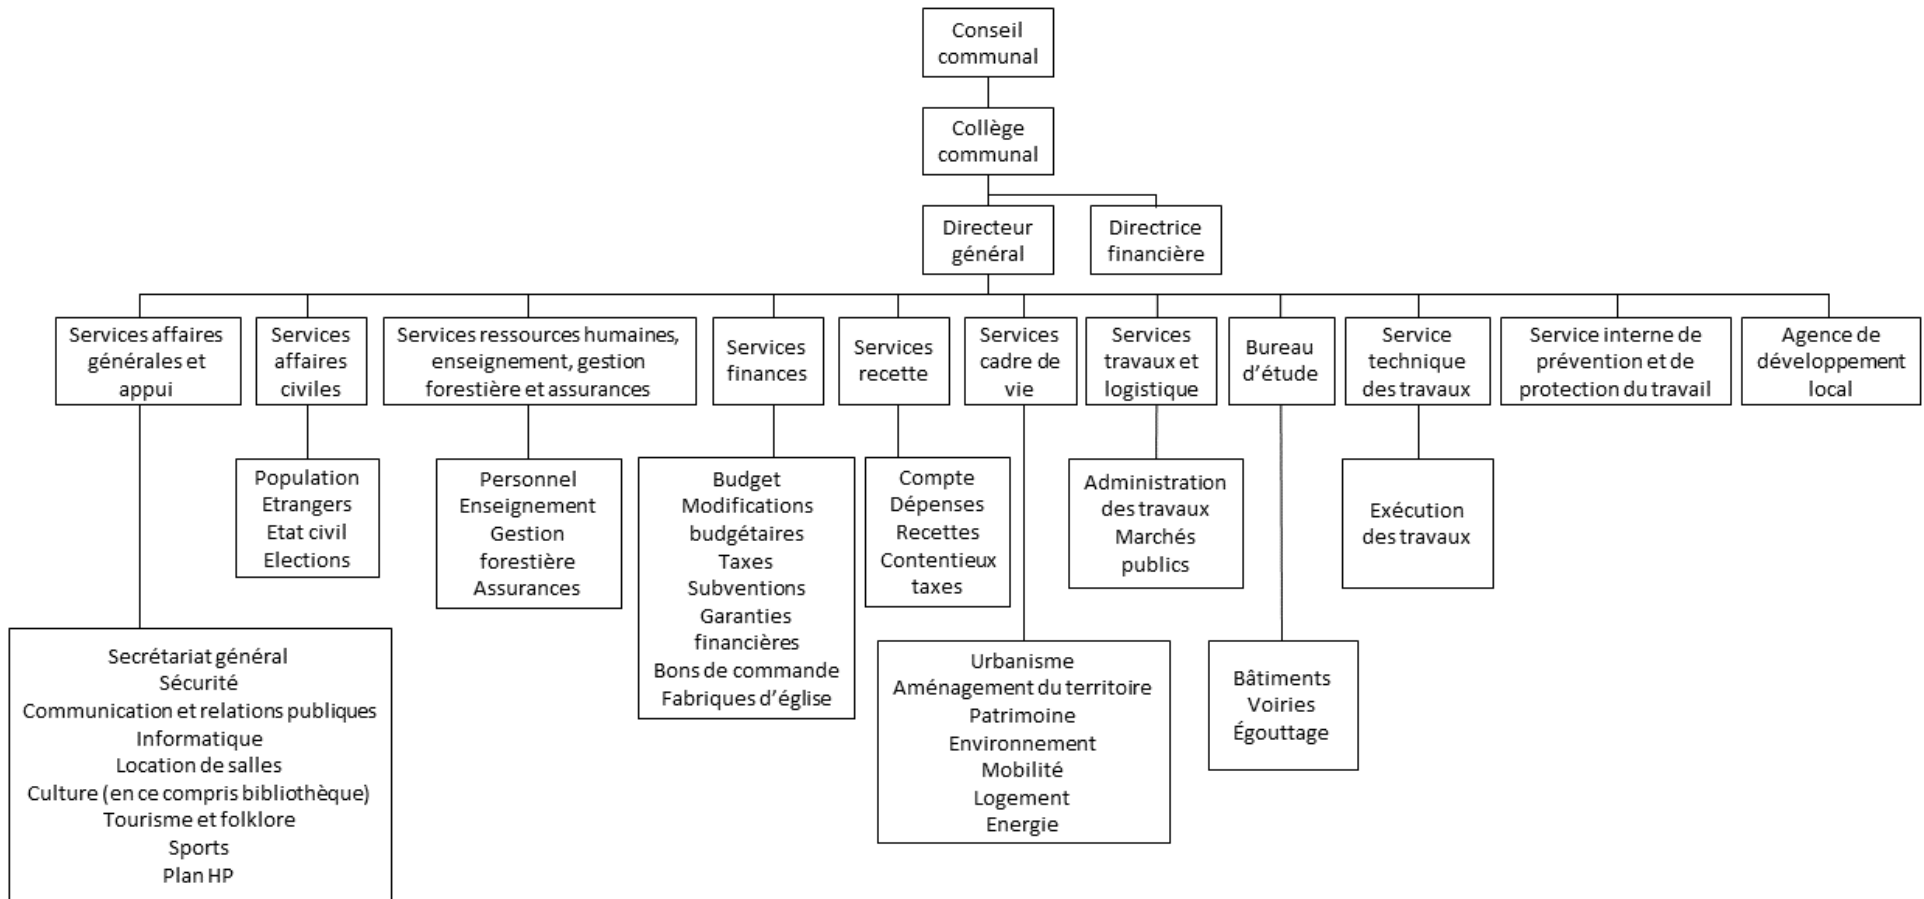 Conseil
communal
Collège
communal
Directeur
général
Directrice
financière
Services affaires
générales et
appui
Services
affaires
civiles
Services ressources humaines,
enseignement, gestion
forestière et assurances
Services
finances
Services
recette
Services
cadre de
vie
Services
travaux et
logistique
Bureau
d’étude
Service
technique
des travaux
Service interne de
prévention et de
protection du travail
Agence de
développement
local
Population
Etrangers
Etat civil
Elections
Personnel
Enseignement
Gestion
forestière
Assurances
Budget
Modifications
budgétaires
Taxes
Subventions
Garanties
financières
Bons de commande
Fabriques d’église
Compte
Dépenses
Recettes
Contentieux
taxes
Administration
des travaux
Marchés
publics
Exécution
des travaux
Secrétariat général
Sécurité
Communication et relations publiques
Informatique
Location de salles
Culture (en ce compris bibliothèque)
Tourisme et folklore
Sports
Plan HP
Urbanisme
Aménagement du territoire
Patrimoine
Environnement
Mobilité
Logement
Energie
Bâtiments
Voiries
Égouttage